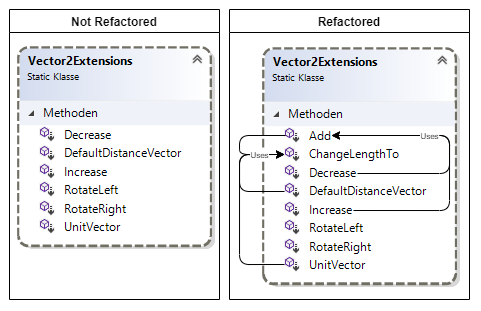 Not Refactored
Vector2Extensions
Static Klasse
Methoden
Decrease
DefaultDistanceVector
Increase
RotateLeft
RotateRight
UnitVector
Refactored
Vector2Extensions
Static Klasse
Methoden
Add
Uses
Uses
ChangeLengthTo
Decrease
DefaultDistanceVector
Increase
RotateLeft
RotateRight
UnitVector